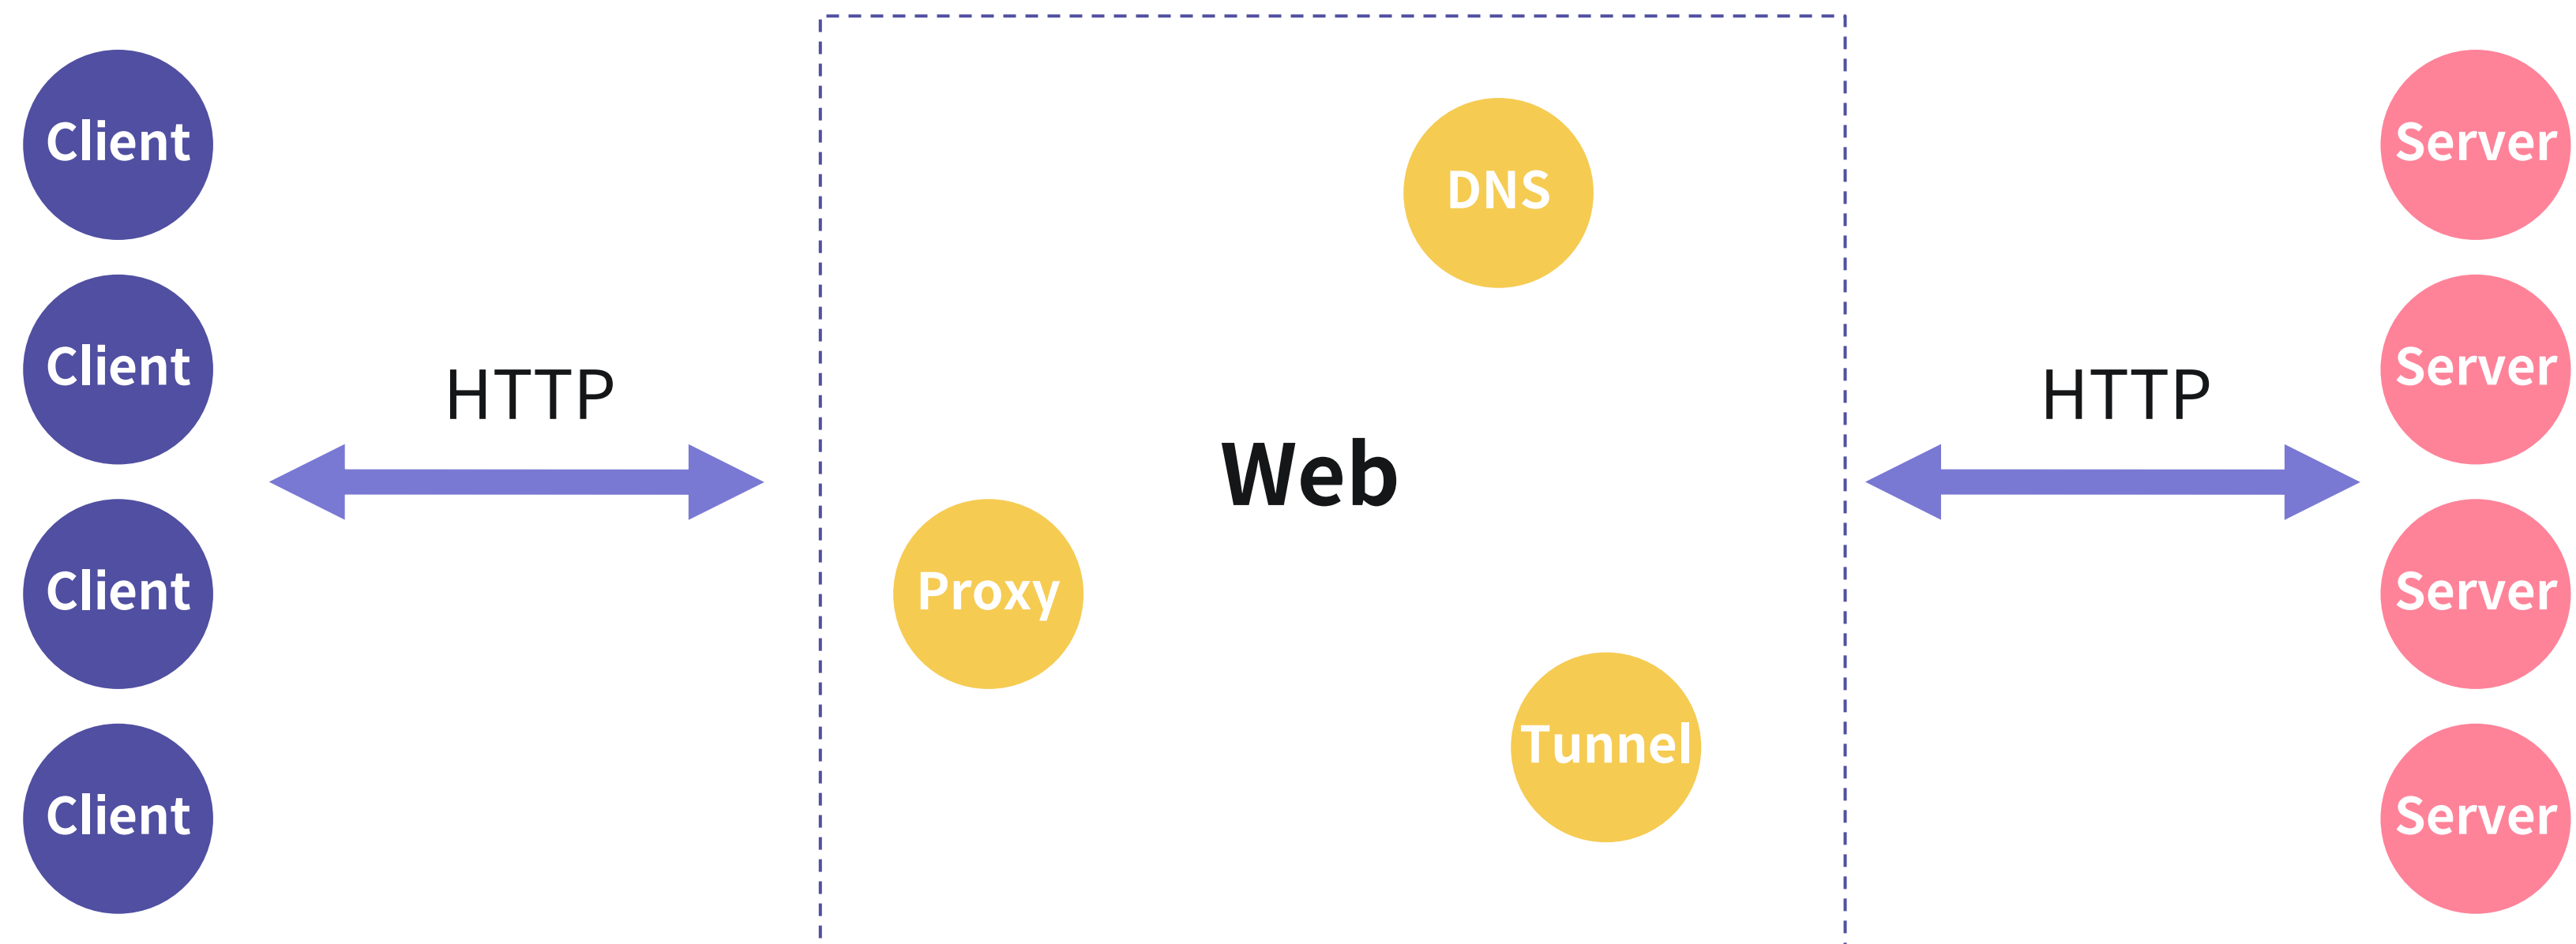 Client
Client
Client
Client
HTTP
DNS
Web
Proxy
Tunnel
HTTP
Server
Server
Server
Server